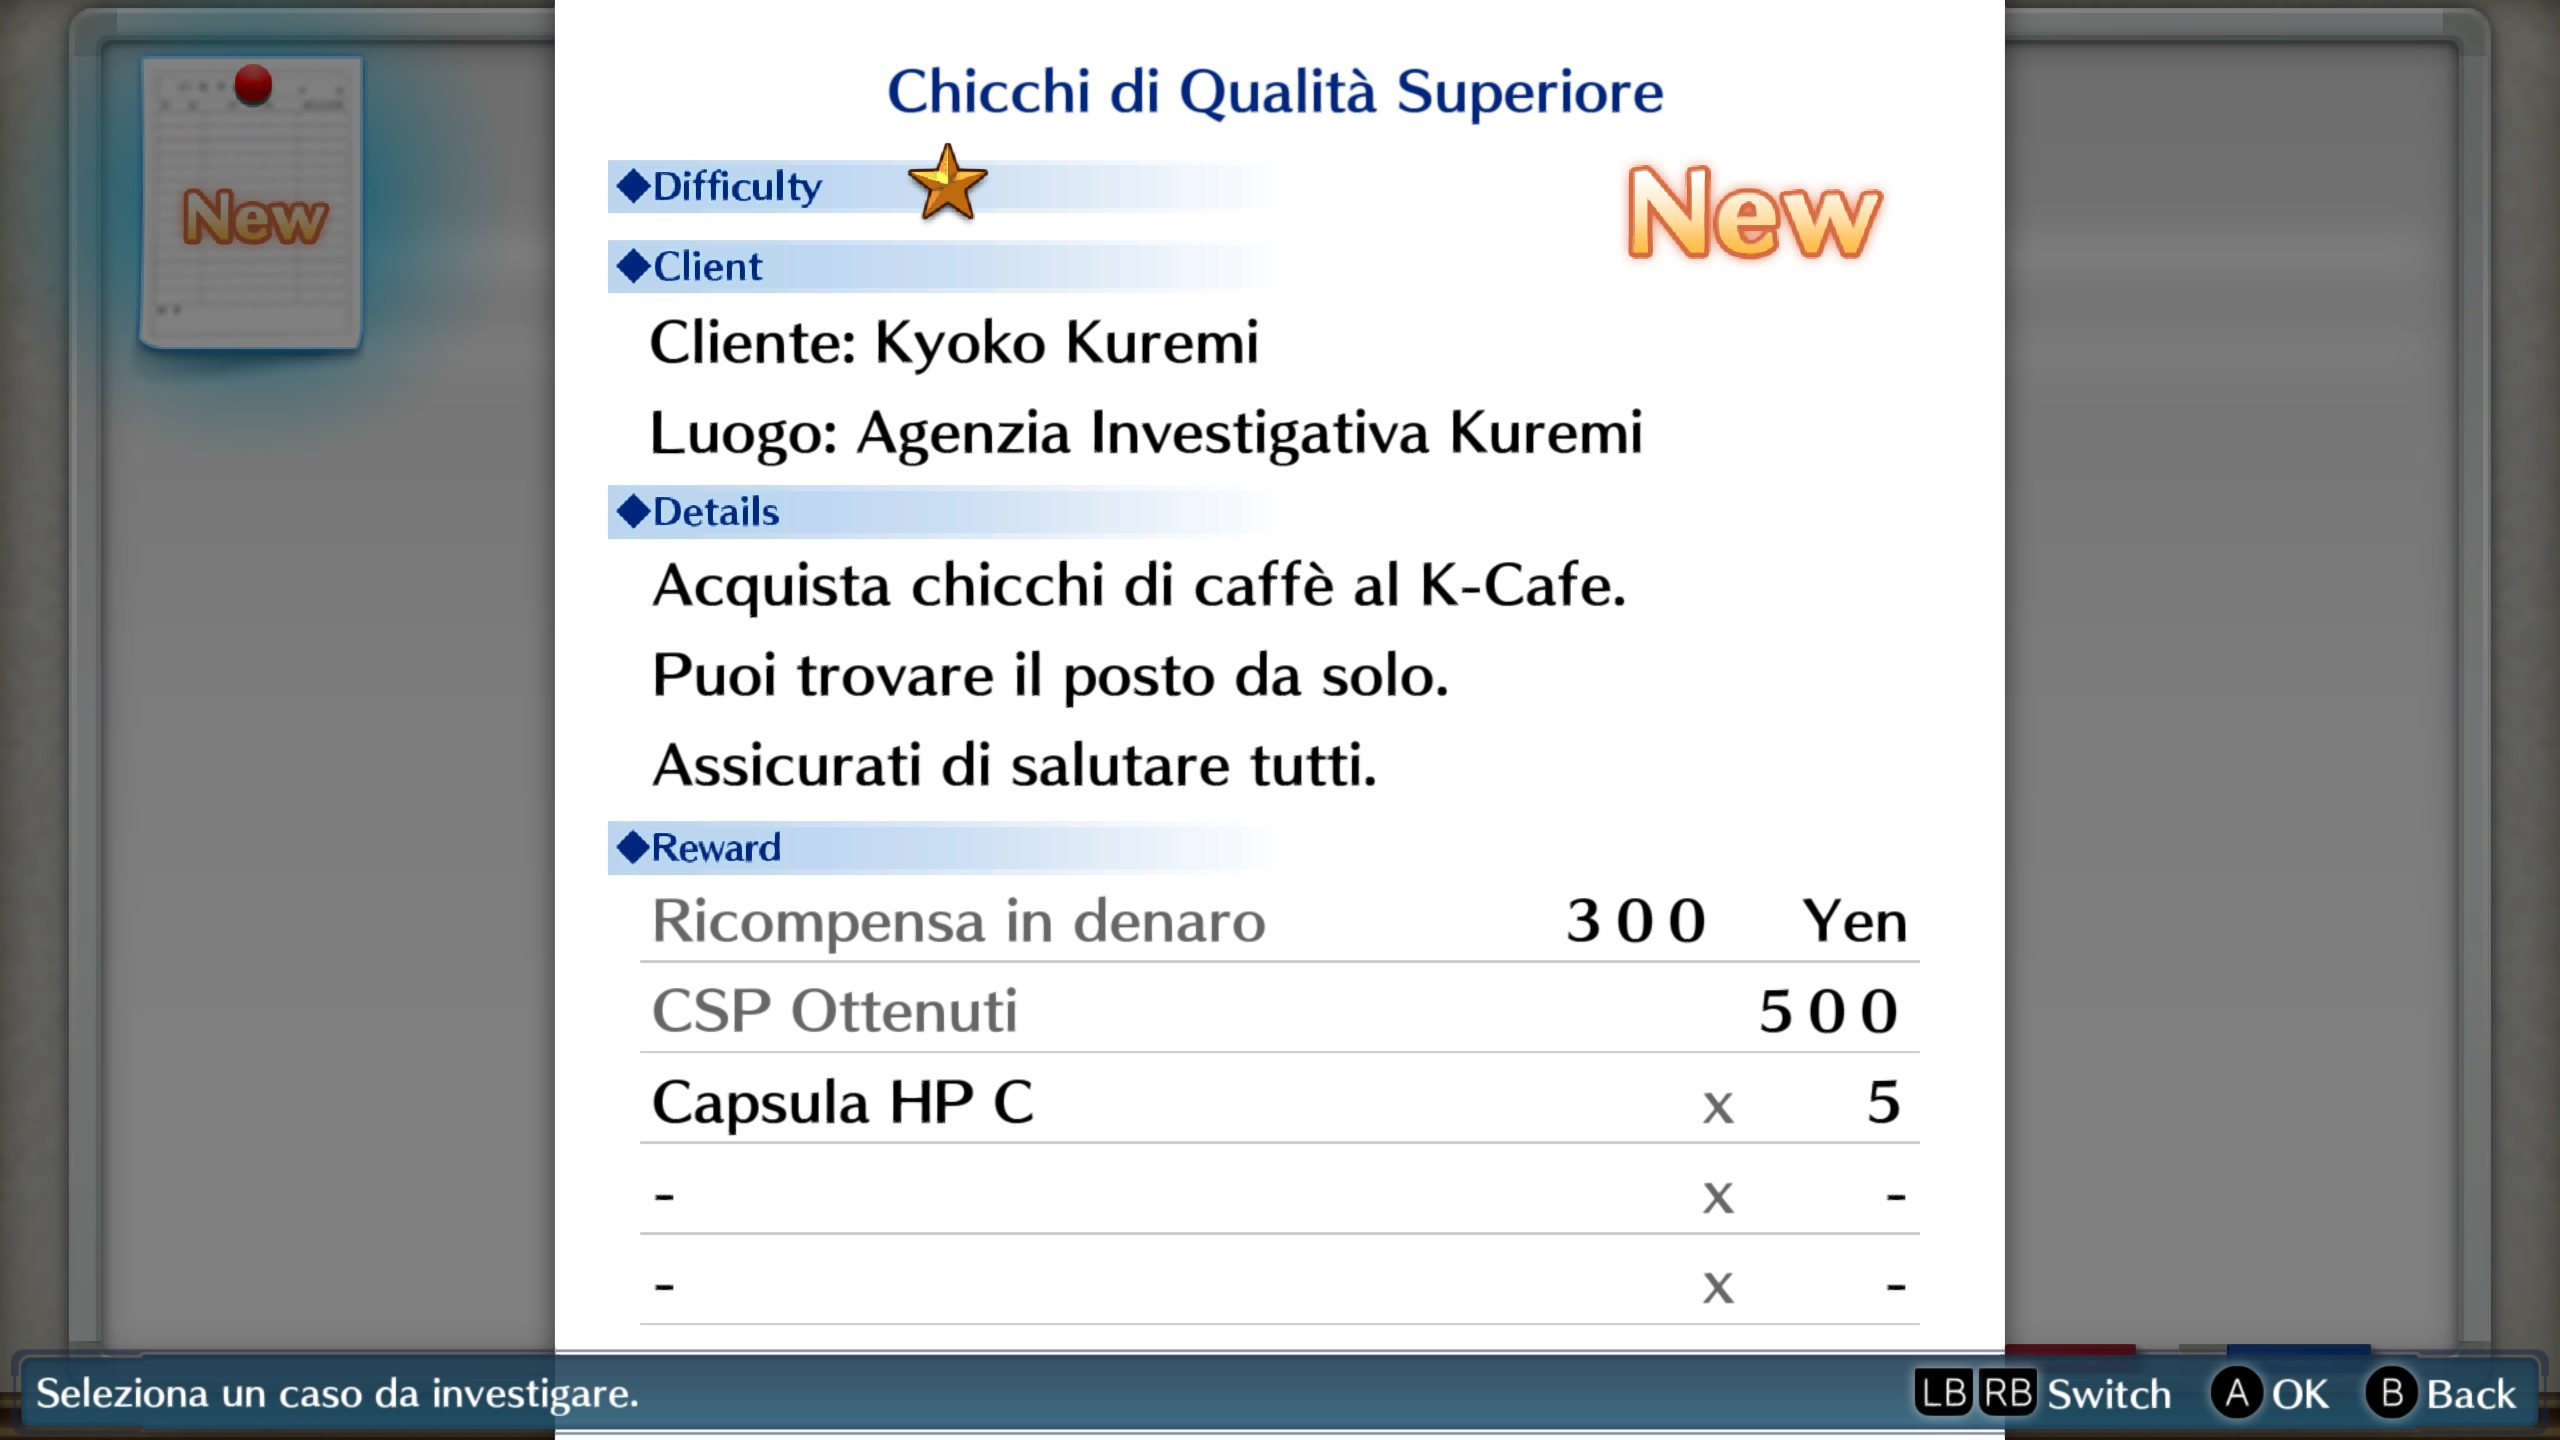 Chicchi di Qualità Superiore
New
◆Difficulty
New
◆Client
Cliente: Kyoko Kuremi
Luogo: Agenzia Investigativa Kuremi
◆Details
Acquista chicchi di caffè al K-Cafe.
Puoi trovare il posto da solo.
Assicurati di salutare tutti.
◆Reward
Ricompensa in denaro 300 Yen
CSP Ottenuti 500
Capsula HP C x 5
- x -
- x -
Seleziona un caso da investigare. LB RB Switch A OK B Back